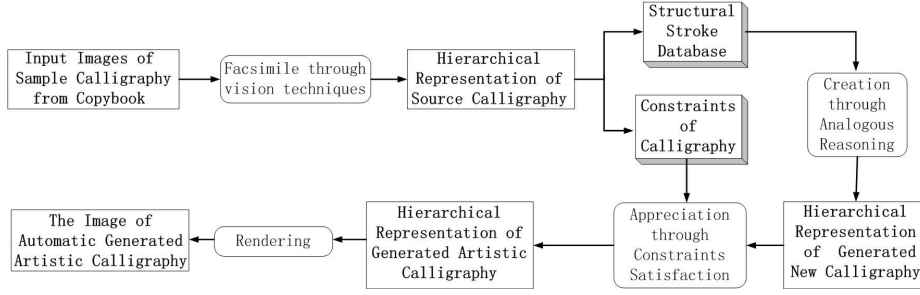 Input Images of
Sample Calligraphy
from Copybook
Facsimile through
vision techniques
Hierarchical
Representation of
Source Calligraphy
Structural
Stroke
Database
Constraints
of
Calligraphy
Creation
through
Analogous
Reasoning
Hierarchical
Representation
of Generated
New Calligraphy
Appreciation
through
Constraints
Satisfaction
Hierarchical
Representation of
Generated Artistic
Calligraphy
Rendering
The Image of
Automatic Generated
Artistic Calligraphy